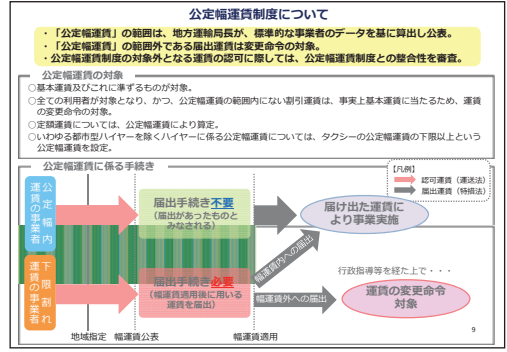 公定幅運賃制度について
・「公定幅運賃」の範囲は、地方運輸局長が、標準的な事業者のデータを基に算出し公表。
・「公定幅運賃」の範囲外である届出運賃は変更命令の対象。
・公定幅運賃制度の対象外となる運賃の認可に際しては、公定幅運賃制度との整合性を審査。
公定幅運賃の対象
○基本運賃及びこれに準ずるものが対象。
○全ての利用者が対象となり、かつ、公定幅運賃の範囲内にない割引運賃は、事実上基本運賃に当たるため、運賃
の変更命令の対象。
○定額運賃については、公定幅運賃により算定。
○いわゆる都市型ハイヤーを除くハイヤーに係る公定幅運賃については、タクシーの公定幅運賃の下限以上という
公定幅運賃を設定。
公定幅運賃に係る手続き
【凡例】
認可運賃(運送法)
届出運賃(特措法)
公定幅内
運賃の事業者
届出手続き不要
(届出があったものと
みなされる)
届け出た運賃に
より事業実施
幅運賃内への届出
下限割れ
運賃の事業者
届出手続き必要
(幅運賃適用後に用いる
運賃を届出)
幅運賃外への届出
行政指導等を経た上で・・・
運賃の変更命令
対象
地域指定
幅運賃公表
幅運賃適用
9